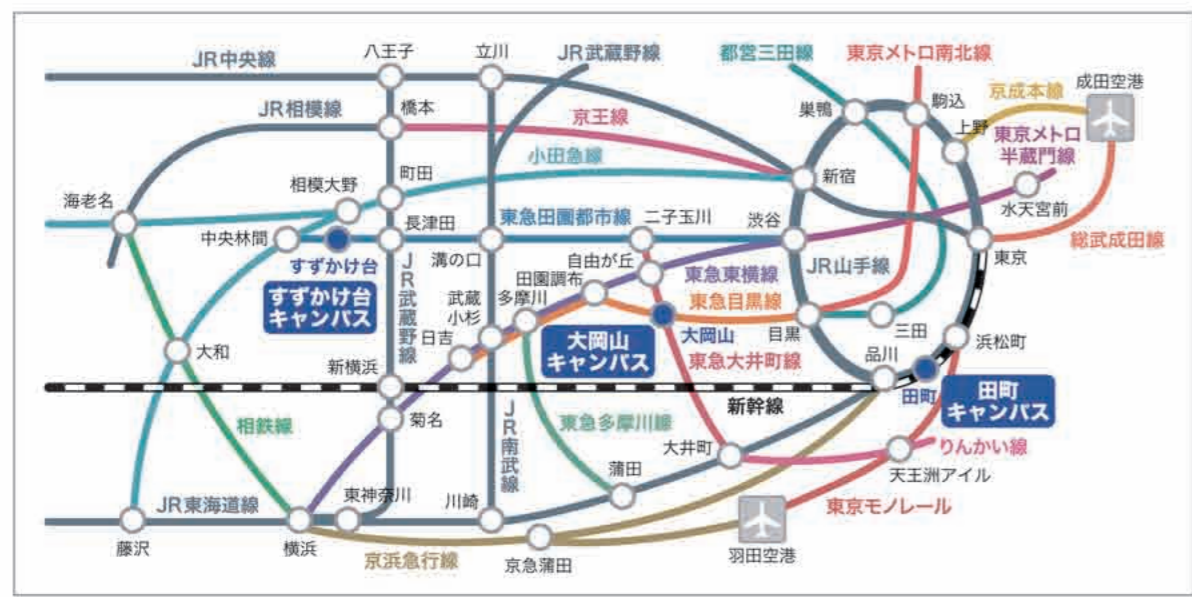 JR中央線
八王子
立川
JR武蔵野線
都営三田線
東京メトロ南北線
成田空港
京成本線
JR相模線
橋本
京王線
巣鴨
駒込
上野
東京メトロ
半蔵門線
小田急線
海老名
相模大野
町田
新宿
水天宮前
中央林間
長津田
東急田園都市線
二子玉川
渋谷
すずかけ台
すずかけ台
キャンパス
JR武蔵野線
溝の口
自由が丘
東急東横線
JR山手線
東京
総武成田線
田園調布
多摩川
武蔵
小杉
日吉
東急目黒線
大岡山
大岡山
キャンパス
目黒
三田
浜松町
大和
東急大井町線
品川
新横浜
田町
田町
キャンパス
新幹線
相鉄線
菊名
JR南武線
東急多摩川線
大井町
りんかい線
天王洲アイル
蒲田
JR東海道線
東神奈川
川崎
東京モノレール
藤沢
横浜
京浜急行線
京急蒲田
羽田空港